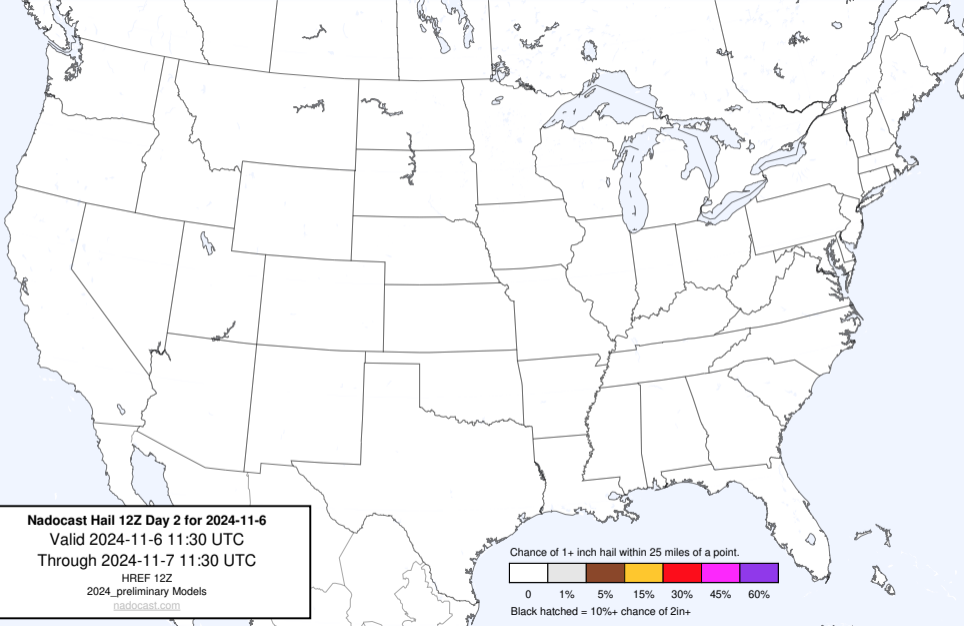 Nadocast Hail 12Z Day 2 for 2024-11-6
Valid 2024-11-6 11:30 UTC
Through 2024-11-7 11:30 UTC
HREF 12Z
2024_preliminary Models
nadocast.com
Chance of 1+ inch hail within 25 miles of a point.
0 1% 5% 15% 30% 45% 60%
Black hatched = 10%+ chance of 2in+